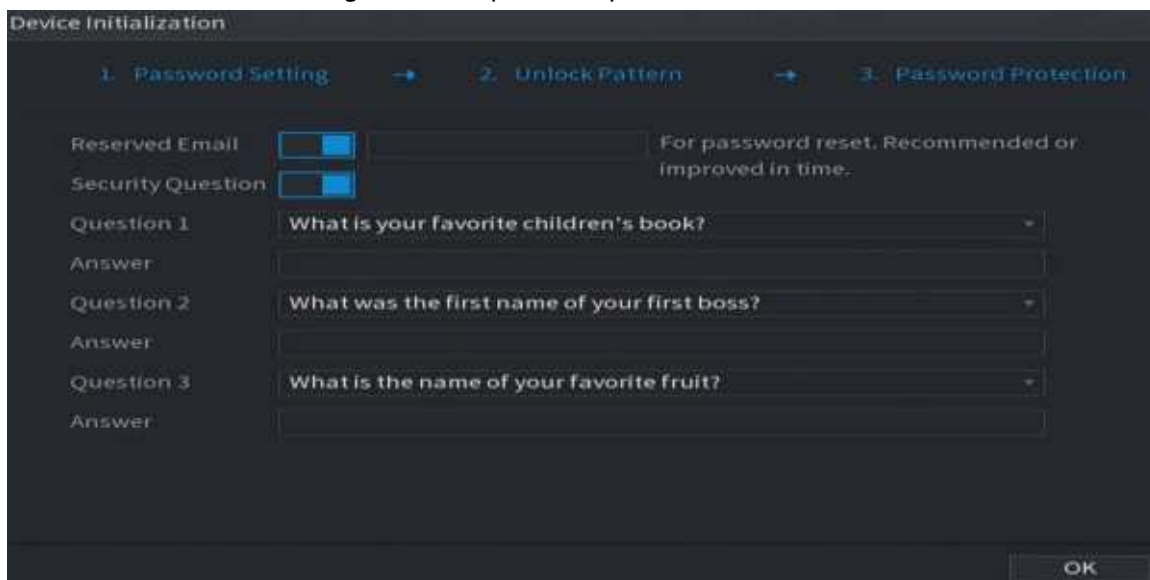 Device Initialization
1. Password Setting → 2. Unlock Pattern → 3. Password Protection
Reserved Email For password reset. Recommended or
improved in time.
Security Question
Question 1 What is your favorite children's book?
Answer
Question 2 What was the first name of your first boss?
Answer
Question 3 What is the name of your favorite fruit?
Answer
OK